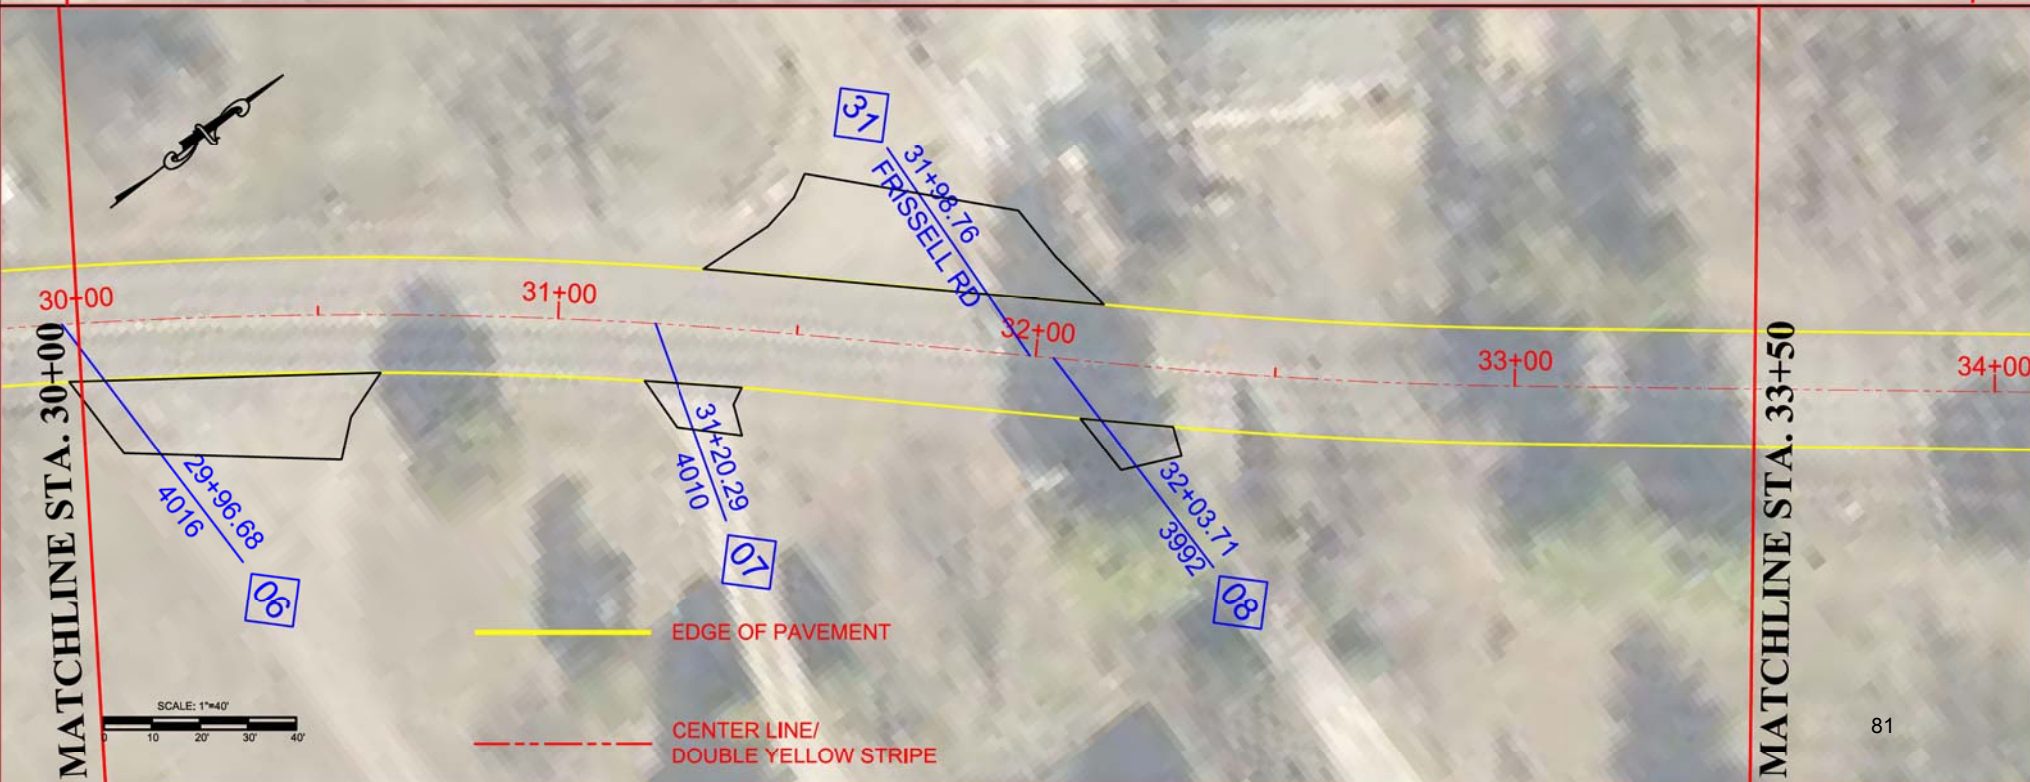 31
31+98.76
FRISSELL RD
30+00
31+00
32+00
33+00
34+00
MATCHLINE STA. 30+00
MATCHLINE STA. 33+50
29+96.68
4016
06
31+20.29
4010
07
32+03.71
3992
08
EDGE OF PAVEMENT
SCALE: 1"=40'
0 10 20' 30' 40'
CENTER LINE/
DOUBLE YELLOW STRIPE
81